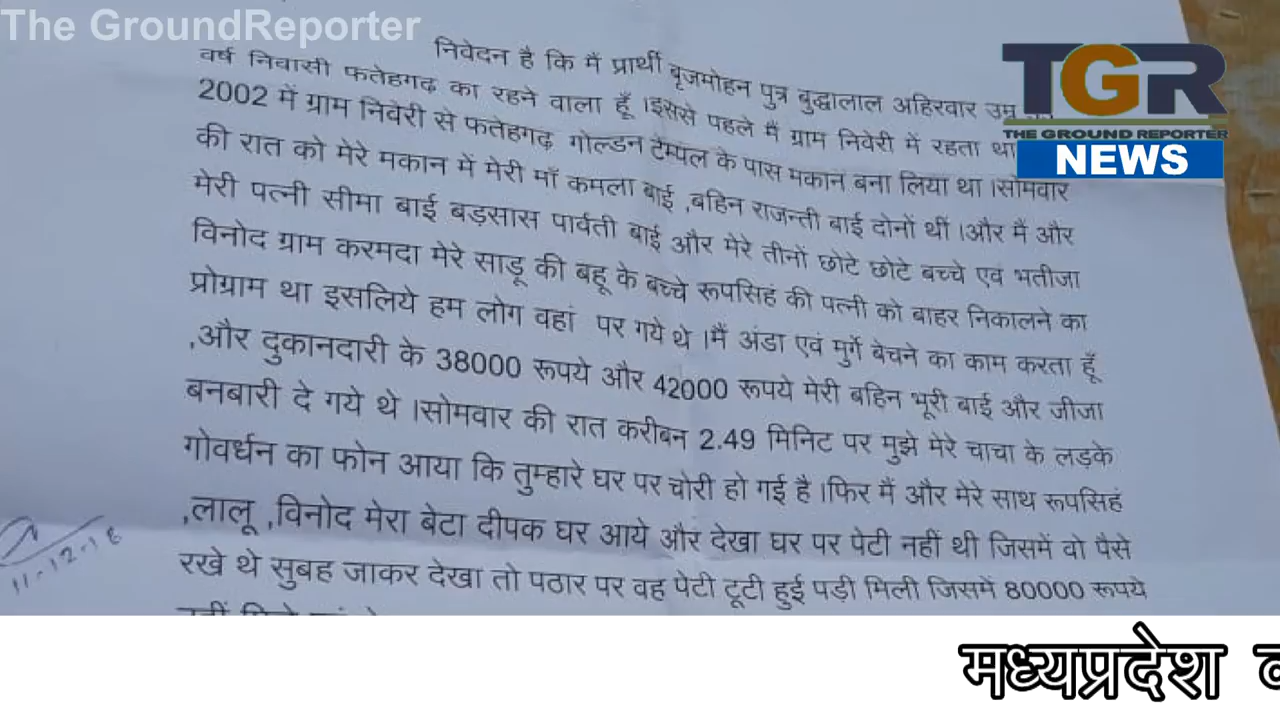 The GroundReporter
TGR
THE GROUND REPORTER
NEWS
निवेदन है कि मैं प्रार्थी बृजमोहन पुत्र बुद्धालाल अहिरवार उम्र
वर्ष निवासी फतेहगढ़ का रहने वाला हूँ ।इससे पहले मैं ग्राम निवेरी में रहता था
2002 में ग्राम निवेरी से फतेहगढ़ गोल्डन टेम्पल के पास मकान बना लिया था ।सोमवार
की रात को मेरे मकान में मेरी माँ कमला बाई ,बहिन राजन्ती बाई दोनों थीं ।और मैं और
मेरी पत्नी सीमा बाई बड़सास पार्वती बाई और मेरे तीनों छोटे छोटे बच्चे एवं भतीजा
विनोद ग्राम करमदा मेरे साडू की बहू के बच्चे रूपसिहं की पत्नी को बाहर निकालने का
प्रोग्राम था इसलिये हम लोग वहां पर गये थे ।मैं अंडा एवं मुर्गे बेचने का काम करता हूँ
,और दुकानदारी के 38000 रूपये और 42000 रूपये मेरी बहिन भूरी बाई और जीजा
बनबारी दे गये थे ।सोमवार की रात करीबन 2.49 मिनिट पर मुझे मेरे चाचा के लड़के
गोवर्धन का फोन आया कि तुम्हारे घर पर चोरी हो गई है ।फिर मैं और मेरे साथ रूपसिहं
,लालू ,विनोद मेरा बेटा दीपक घर आये और देखा घर पर पेटी नहीं थी जिसमें वो पैसे
रखे थे सुबह जाकर देखा तो पठार पर वह पेटी टूटी हुई पड़ी मिली जिसमें 80000 रूपये
11-12-18
मध्यप्रदेश